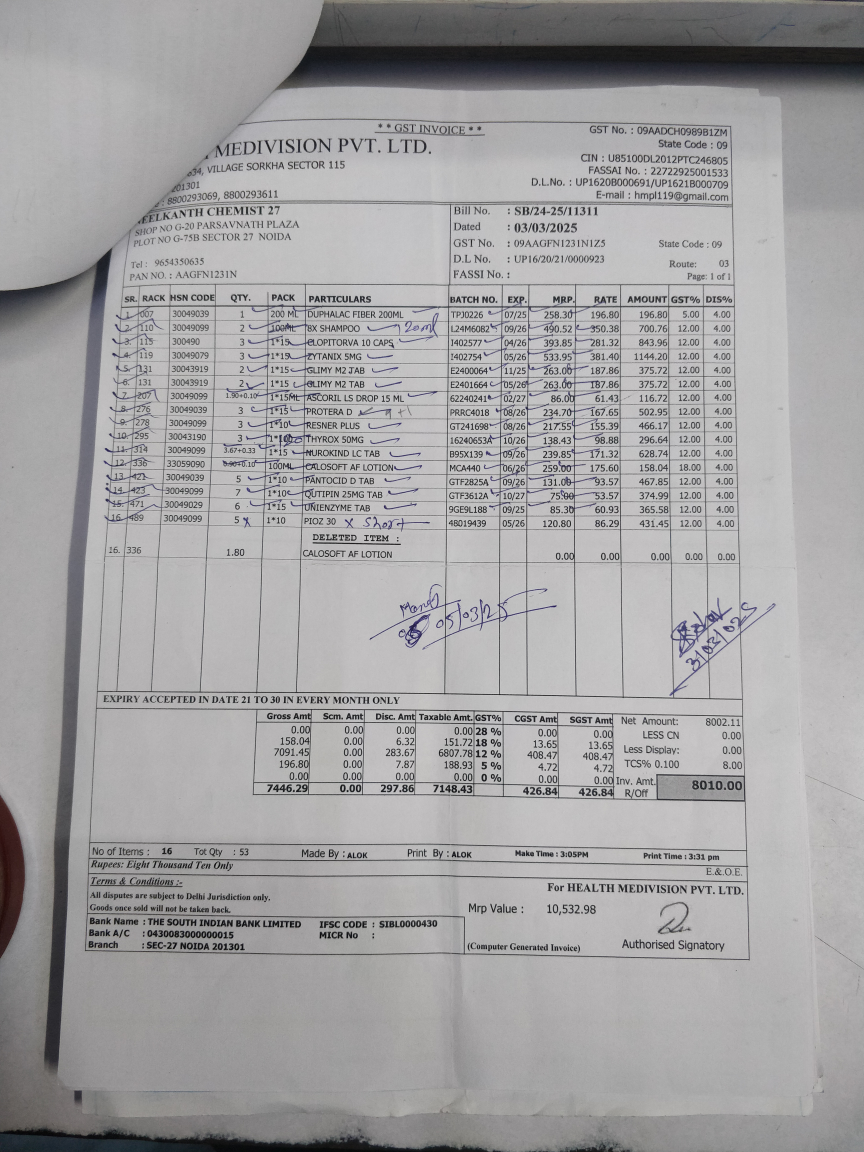 * * GST INVOICE * *
GST No. : 09AADCH0989B1ZM
State Code : 09
MEDIVISION PVT. LTD.
CIN : U85100DL2012PTC246805
634, VILLAGE SORKHA SECTOR 115
FASSAI No. : 22722925001533
201301
D.L.No. : UP1620B000691/UP1621B000709
: 8800293069, 8800293611
E-mail : hmpl119@gmail.com
EELKANTH CHEMIST 27
SHOP NO G-20 PARSAVNATH PLAZA
PLOT NO G-75B SECTOR 27 NOIDA
Tel : 9654350635
PAN NO. : AAGFN1231N
Bill No. : SB/24-25/11311
Dated : 03/03/2025
GST No. : 09AAGFN1231N1Z5 State Code : 09
D.L No. : UP16/20/21/0000923
Route: 03
FASSI No. :
Page: 1 of 1
SR. RACK HSN CODE QTY. PACK PARTICULARS BATCH NO. EXP. MRP. RATE AMOUNT GST% DIS%
1. 007 30049039 1 200 ML DUPHALAC FIBER 200ML TPJ0226 07/25 258.30 196.80 196.80 5.00 4.00
2. 110 30049099 2 100ML 8X SHAMPOO 120ml L24M6082 09/26 490.52 350.38 700.76 12.00 4.00
3. 115 300490 3 1*15 CLOPITORVA 10 CAPS I402577 04/26 393.85 281.32 843.96 12.00 4.00
4. 119 30049079 3 1*15 ZYTANIX 5MG I402754 05/26 533.95 381.40 1144.20 12.00 4.00
5. 131 30043919 2 1*15 GLIMY M2 TAB E2400064 11/25 263.00 187.86 375.72 12.00 4.00
6. 131 30043919 2 1*15 GLIMY M2 TAB E2401664 05/26 263.00 187.86 375.72 12.00 4.00
7. 207 30049099 1.90+0.10 1*15ML ASCORIL LS DROP 15 ML 62240241 02/27 86.00 61.43 116.72 12.00 4.00
8. 276 30049039 3 1*15 PROTERA D 9+1 PRRC4018 08/26 234.70 167.65 502.95 12.00 4.00
9. 278 30049099 3 1*10 RESNER PLUS GT241698 08/26 217.55 155.39 466.17 12.00 4.00
10. 295 30043190 3 THYROX 50MG 16240653A 10/26 138.43 98.88 296.64 12.00 4.00
11. 314 30049099 3.67+0.33 1*15 NUROKIND LC TAB B95X139 09/26 239.85 171.32 628.74 12.00 4.00
12. 336 33059090 0.90+0.10 100ML CALOSOFT AF LOTION MCA440 06/26 259.00 175.60 158.04 18.00 4.00
13. 421 30049039 5 1*10 PANTOCID D TAB GTF2825A 09/26 131.00 93.57 467.85 12.00 4.00
14. 423 30049099 7 1*10 QUTIPIN 25MG TAB GTF3612A 10/27 75.00 53.57 374.99 12.00 4.00
15. 471 30049029 6 1*15 UNIENZYME TAB 9GE9L188 09/25 85.30 60.93 365.58 12.00 4.00
16. 489 30049099 5 x 1*10 PIOZ 30 x Short 4B019439 05/26 120.80 86.29 431.45 12.00 4.00
DELETED ITEM :
16. 336 1.80 CALOSOFT AF LOTION 0.00 0.00 0.00 0.00 0.00
05/03/25
3/03/025
EXPIRY ACCEPTED IN DATE 21 TO 30 IN EVERY MONTH ONLY
Gross Amt Scm. Amt Disc. Amt Taxable Amt. GST% CGST Amt SGST Amt
0.00 0.00 0.00 0.00 28 % 0.00 0.00
158.04 0.00 6.32 151.72 18 % 13.65 13.65
7091.45 0.00 283.67 6807.78 12 % 408.47 408.47
196.80 0.00 7.87 188.93 5 % 4.72 4.72
0.00 0.00 0.00 0.00 0 % 0.00 0.00
7446.29 0.00 297.86 7148.43 426.84 426.84
Net Amount: 8002.11
LESS CN 0.00
Less Display: 0.00
TCS% 0.100 8.00
Inv. Amt. 8010.00
R/Off
No of Items : 16 Tot Qty : 53 Made By : ALOK Print By : ALOK Make Time : 3:05PM Print Time : 3:31 pm
Rupees: Eight Thousand Ten Only
E.& O.E.
Terms & Conditions :-
All disputes are subject to Delhi Jurisdiction only.
Goods once sold will not be taken back.
For HEALTH MEDIVISION PVT. LTD.
Mrp Value : 10,532.98
Bank Name : THE SOUTH INDIAN BANK LIMITED IFSC CODE : SIBL0000430
Bank A/C : 0430083000000015 MICR No :
Branch : SEC-27 NOIDA 201301
(Computer Generated Invoice)
Authorised Signatory